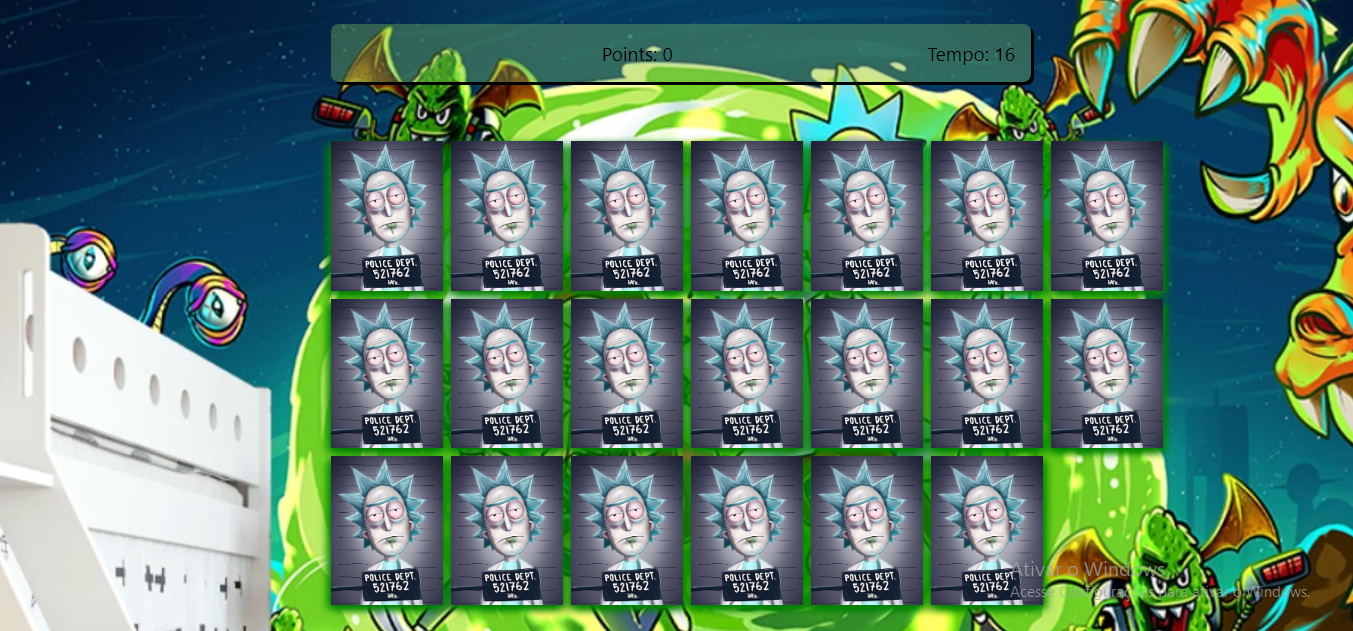 Points: 0
Tempo: 16
POLICE DEPT. POLICE DEPT. POLICE DEPT. POLICE DEPT. POLICE DEPT. POLICE DEPT. POLICE DEPT.
521762 521762 521762 521762 521762 521762 521762
POLICE DEPT. POLICE DEPT. POLICE DEPT. POLICE DEPT. POLICE DEPT. POLICE DEPT. POLICE DEPT.
521762 521762 521762 521762 521762 521762 521762
POLICE DEPT. POLICE DEPT. POLICE DEPT. POLICE DEPT. POLICE DEPT. POLICE DEPT.
521762 521762 521762 521762 521762 521762
Ativar o Windows
Acesse Configurações para ativar o Windows.